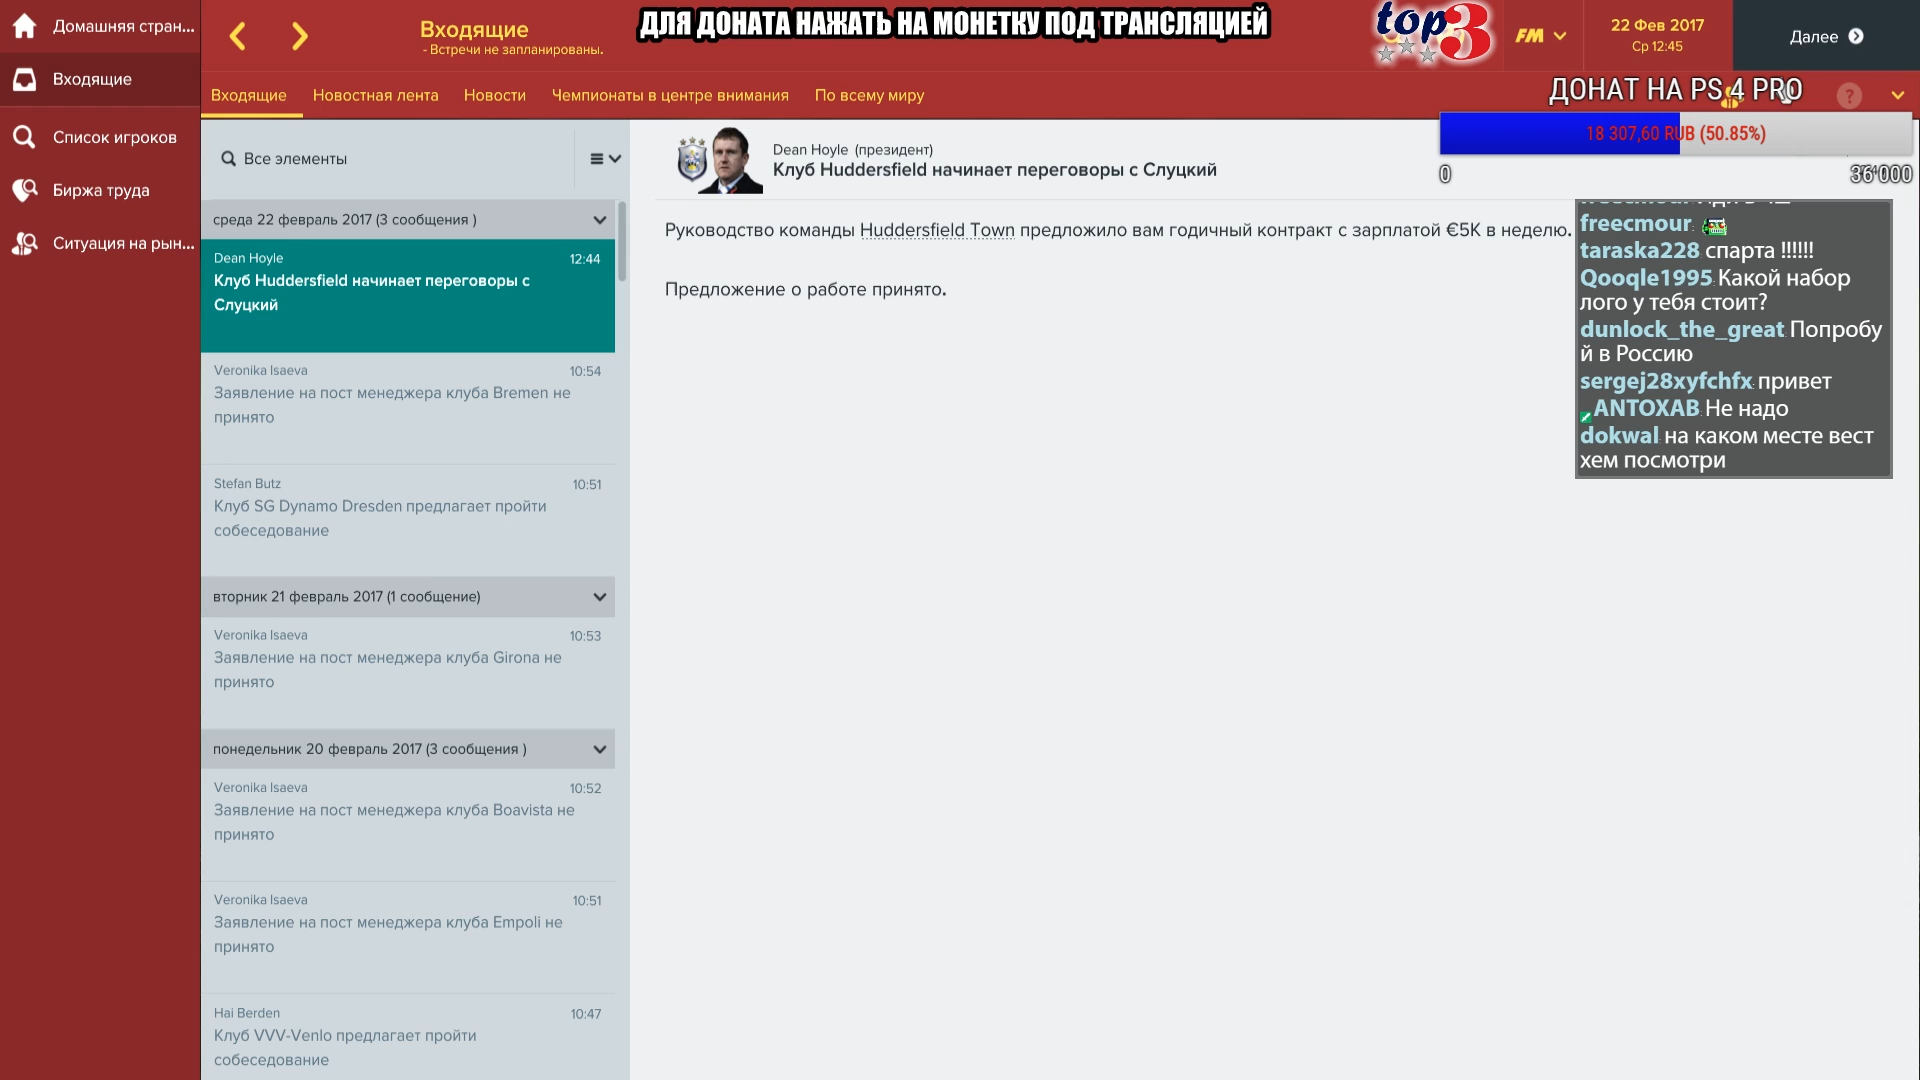 Домашняя стран...
Входящие
Список игроков
Биржа труда
Ситуация на рын...
Входящие
- Встречи не запланированы.
ДЛЯ ДОНАТА НАЖАТЬ НА МОНЕТКУ ПОД ТРАНСЛЯЦИЕЙ
top3
FM
22 Фев 2017
Ср 12:45
Далее
Входящие
Новостная лента
Новости
Чемпионаты в центре внимания
По всему миру
ДОНАТ НА PS 4 PRO
?
18 307,60 RUB (50.85%)
0
36'000
Все элементы
среда 22 февраль 2017 (3 сообщения )
Dean Hoyle
12:44
Клуб Huddersfield начинает переговоры с
Слуцкий
Veronika Isaeva
10:54
Заявление на пост менеджера клуба Bremen не
принято
Stefan Butz
10:51
Клуб SG Dynamo Dresden предлагает пройти
собеседование
вторник 21 февраль 2017 (1 сообщение)
Veronika Isaeva
10:53
Заявление на пост менеджера клуба Girona не
принято
понедельник 20 февраль 2017 (3 сообщения )
Veronika Isaeva
10:52
Заявление на пост менеджера клуба Boavista не
принято
Veronika Isaeva
10:51
Заявление на пост менеджера клуба Empoli не
принято
Hai Berden
10:47
Клуб VVV-Venlo предлагает пройти
собеседование
Dean Hoyle (президент)
Клуб Huddersfield начинает переговоры с Слуцкий
Руководство команды Huddersfield Town предложило вам годичный контракт с зарплатой €5K в неделю.
Предложение о работе принято.
freecmour:
taraska228: спарта !!!!!!
Qooqle1995: Какой набор
лого у тебя стоит?
dunlock_the_great: Попробу
й в Россию
sergej28xyfchfx: привет
ANTOXAB: Не надо
dokwal: на каком месте вест
хем посмотри